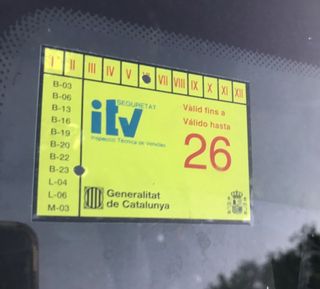 I II III IV V VII VIII IX X XI XII
B-03
B-06
B-13
B-16
B-19
B-20
B-22
B-23
L-04
L-06
M-03
SEGURETAT
itv
Inspecció Tècnica de Vehicles
Vàlid fins a
Válido hasta
26
Generalitat
de Catalunya